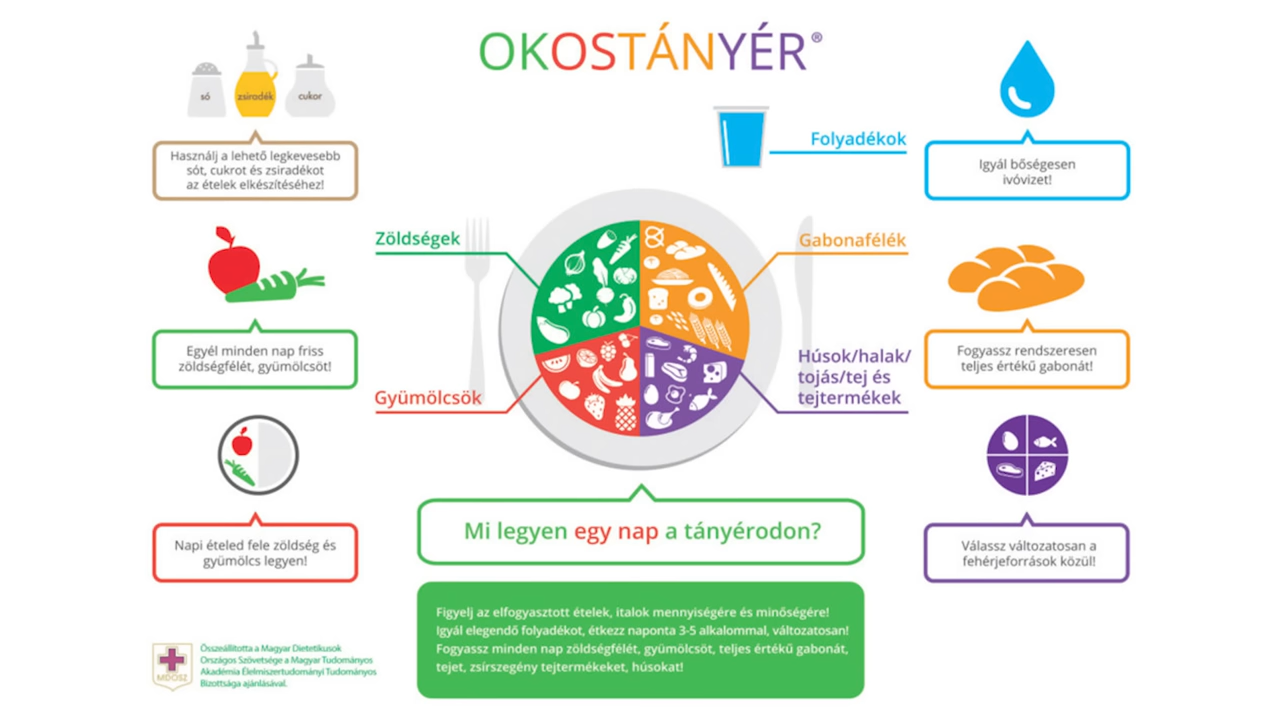 OKOSTÁNYÉR®
só
zsiradék
cukor
Használj a lehető legkevesebb
sót, cukrot és zsiradékot
az ételek elkészítéséhez!
Folyadékok
Igyál bőségesen
ivóvizet!
Zöldségek
Gabonafélék
Egyél minden nap friss
zöldségfélét, gyümölcsöt!
Fogyassz rendszeresen
teljes értékű gabonát!
Gyümölcsök
Húsok/halak/
tojás/tej és
tejtermékek
Napi ételed fele zöldség és
gyümölcs legyen!
Mi legyen egy nap a tányérodon?
Válassz változatosan a
fehérjeforrások közül!
Figyelj az elfogyasztott ételek, italok mennyiségére és minőségére!
Igyál elegendő folyadékot, étkezz naponta 3-5 alkalommal, változatosan!
Fogyassz minden nap zöldségfélét, gyümölcsöt, teljes értékű gabonát,
tejet, zsírszegény tejtermékeket, húsokat!
MDOSZ
Összeállította a Magyar Dietetikusok
Országos Szövetsége a Magyar Tudományos
Akadémia Élelmiszertudományi Tudományos
Bizottsága ajánlásával.